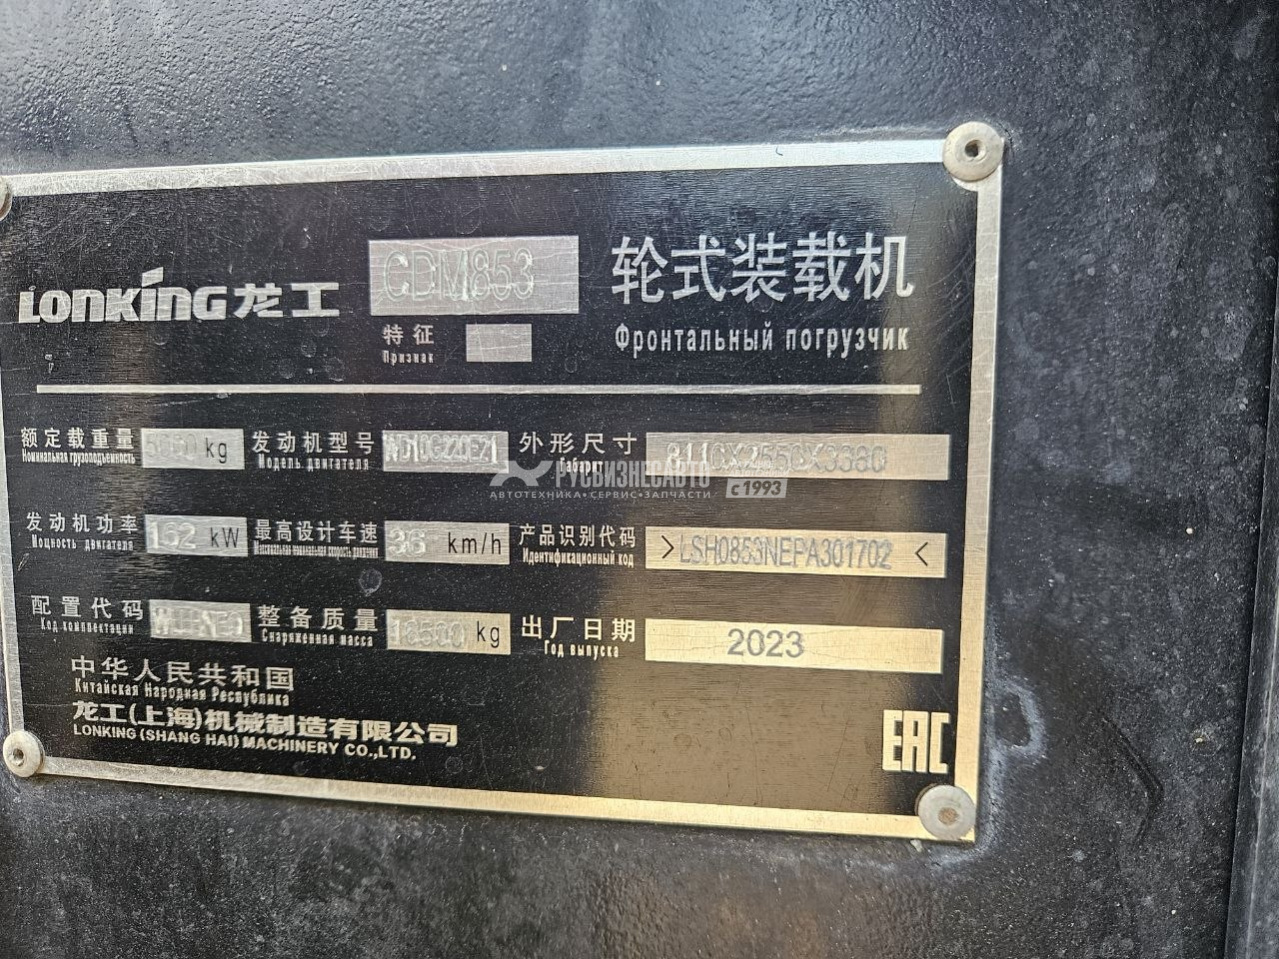 LONKING龙工 CDM853 轮式装载机
特征 Фронтальный погрузчик
Признак
额定载重量 5000 kg 发动机型号 WD10G220E21 外形尺寸 8110X2550X3380
Номинальная грузоподъемность Модель двигателя Габарит
РУСБИЗНЕСАВТО
АВТОТЕХНИКА•СЕРВИС•ЗАПЧАСТИ с 1993
发动机功率 162 kW 最高设计车速 36 km/h 产品识别代码 >LSH0853NEPA301702<
Мощность двигателя Идентификационный код
配置代码 整备质量 kg 出厂日期 2023
Код комплектации Снаряженная масса Год выпуска
中华人民共和国
Китайская Народная Республика
龙工(上海)机械制造有限公司
LONKING (SHANG HAI) MACHINERY CO.,LTD.
EAC